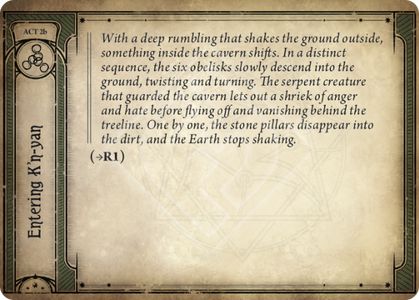 ACT 2b
Entering K'n-yan
With a deep rumbling that shakes the ground outside,
something inside the cavern shifts. In a distinct
sequence, the six obelisks slowly descend into the
ground, twisting and turning. The serpent creature
that guarded the cavern lets out a shriek of anger
and hate before flying off and vanishing behind the
treeline. One by one, the stone pillars disappear into
the dirt, and the Earth stops shaking.
(→R1)